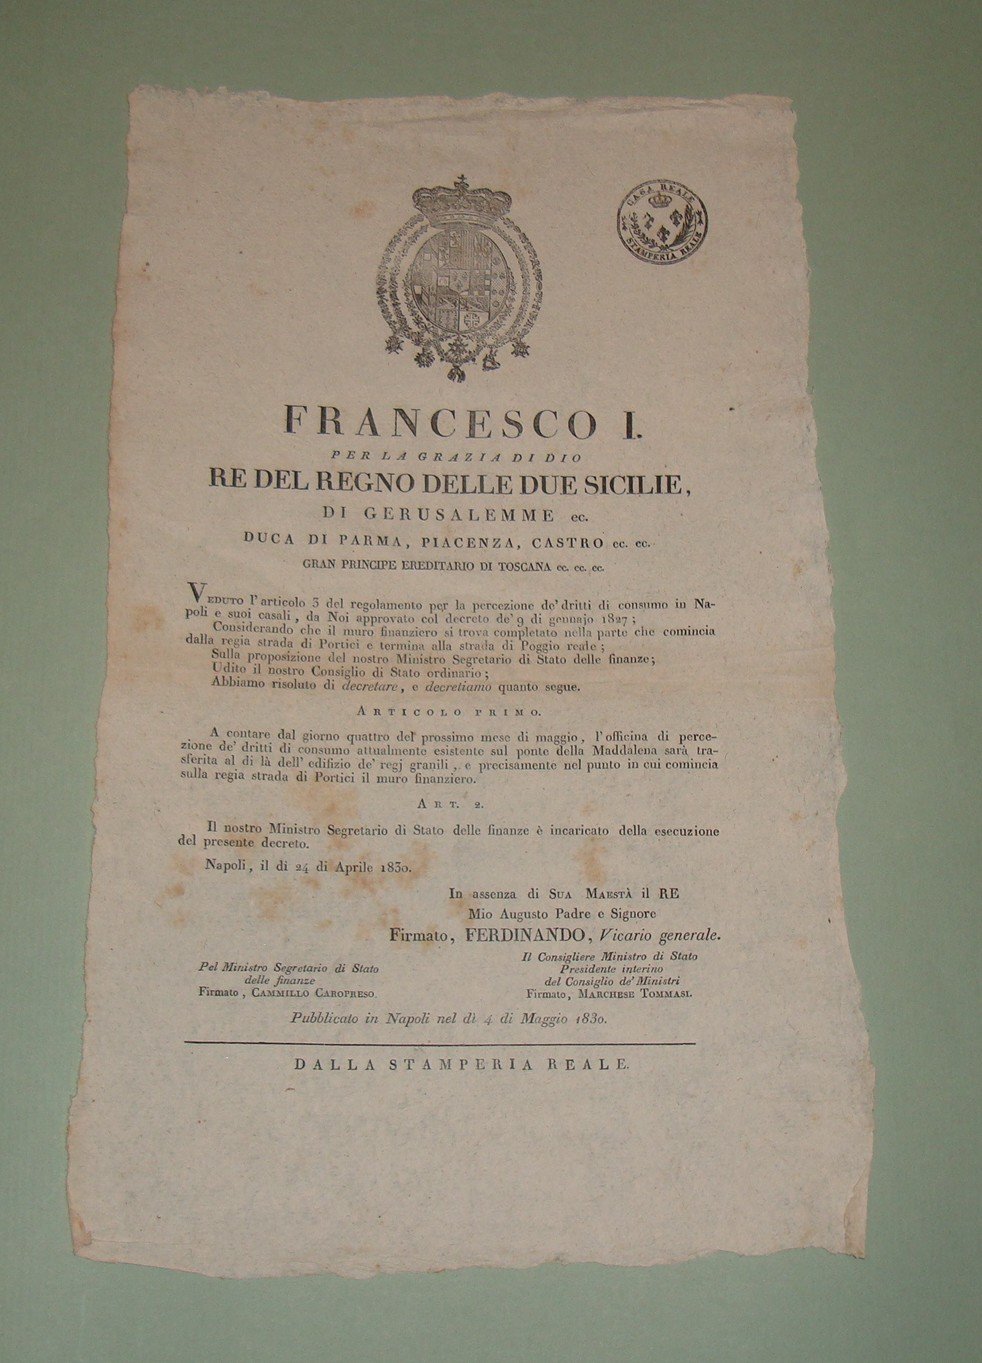 CASA REALE
STAMPERIA REALE
FRANCESCO I.
PER LA GRAZIA DI DIO
RE DEL REGNO DELLE DUE SICILIE,
DI GERUSALEMME ec.
DUCA DI PARMA, PIACENZA, CASTRO ec. ec.
GRAN PRINCIPE EREDITARIO DI TOSCANA ec. ec. ec.
VEDUTO l'articolo 3 del regolamento per la percezione de' dritti di consumo in Na-
poli e suoi casali, da Noi approvato col decreto de' 9 di gennajo 1827;
Considerando che il muro finanziero si trova completato nella parte che comincia
dalla regia strada di Portici e termina alla strada di Poggio reale;
Sulla proposizione del nostro Ministro Segretario di Stato delle finanze;
Udito il nostro Consiglio di Stato ordinario;
Abbiamo risoluto di decretare, e decretiamo quanto segue.
ARTICOLO PRIMO.
A contare dal giorno quattro del prossimo mese di maggio, l'officina di perce-
zione de' dritti di consumo attualmente esistente sul ponte della Maddalena sarà tra-
sferita al di là dell' edifizio de' regj granili, e precisamente nel punto in cui comincia
sulla regia strada di Portici il muro finanziero.
ART. 2.
Il nostro Ministro Segretario di Stato delle finanze è incaricato della esecuzione
del presente decreto.
Napoli, il di 24 di Aprile 1830.
In assenza di SUA MAESTÀ il RE
Mio Augusto Padre e Signore
Firmato, FERDINANDO, Vicario generale.
Pel Ministro Segretario di Stato
delle finanze
Firmato, CAMMILLO CAROPRESO.
Il Consigliere Ministro di Stato
Presidente interino
del Consiglio de' Ministri
Firmato, MARCHESE TOMMASI.
Pubblicato in Napoli nel dì 4 di Maggio 1830.
DALLA STAMPERIA REALE.